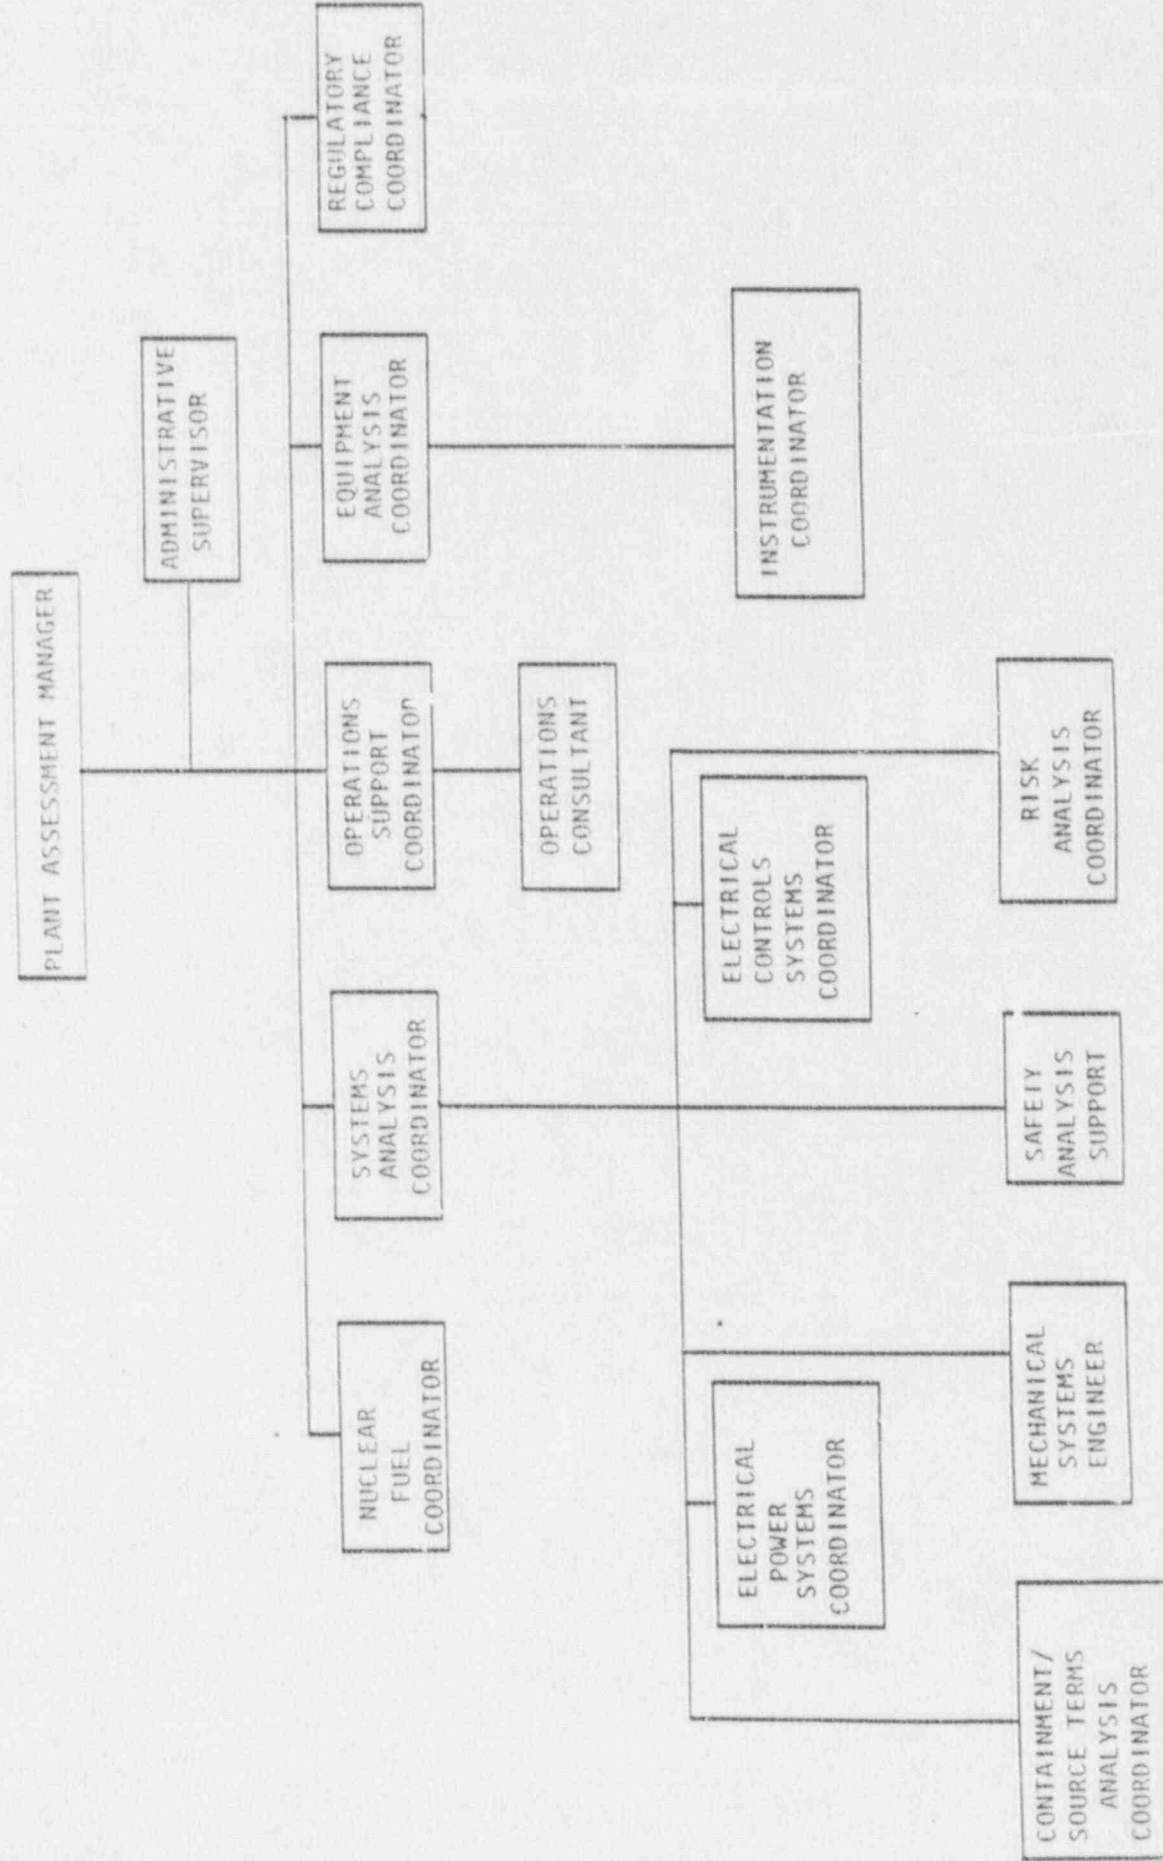 PLANT ASSESSMENT MANAGER
ADMINISTRATIVE
SUPERVISOR
NUCLEAR
FUEL
COORDINATOR
SYSTEMS
ANALYSIS
COORDINATOR
OPERATIONS
SUPPORT
COORDINATOR
EQUIPMENT
ANALYSIS
COORDINATOR
REGULATORY
COMPLIANCE
COORDINATOR
OPERATIONS
CONSULTANT
ELECTRICAL
POWER
SYSTEMS
COORDINATOR
ELECTRICAL
CONTROLS
SYSTEMS
COORDINATOR
INSTRUMENTATION
COORDINATOR
CONTAINMENT/
SOURCE TERMS
ANALYSIS
COORDINATOR
MECHANICAL
SYSTEMS
ENGINEER
SAFETY
ANALYSIS
SUPPORT
RISK
ANALYSIS
COORDINATOR